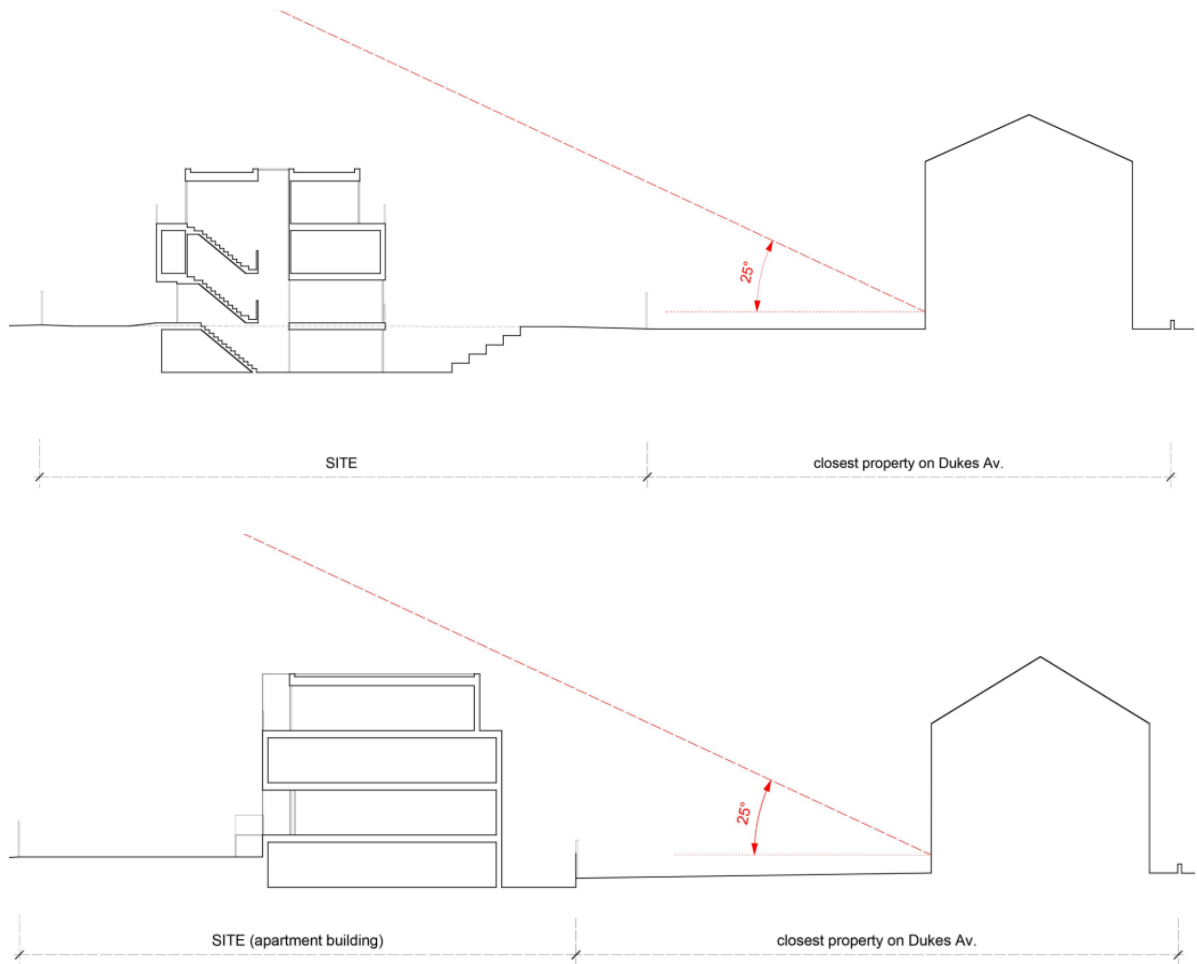 25°
SITE
closest property on Dukes Av.
25°
SITE (apartment building)
closest property on Dukes Av.